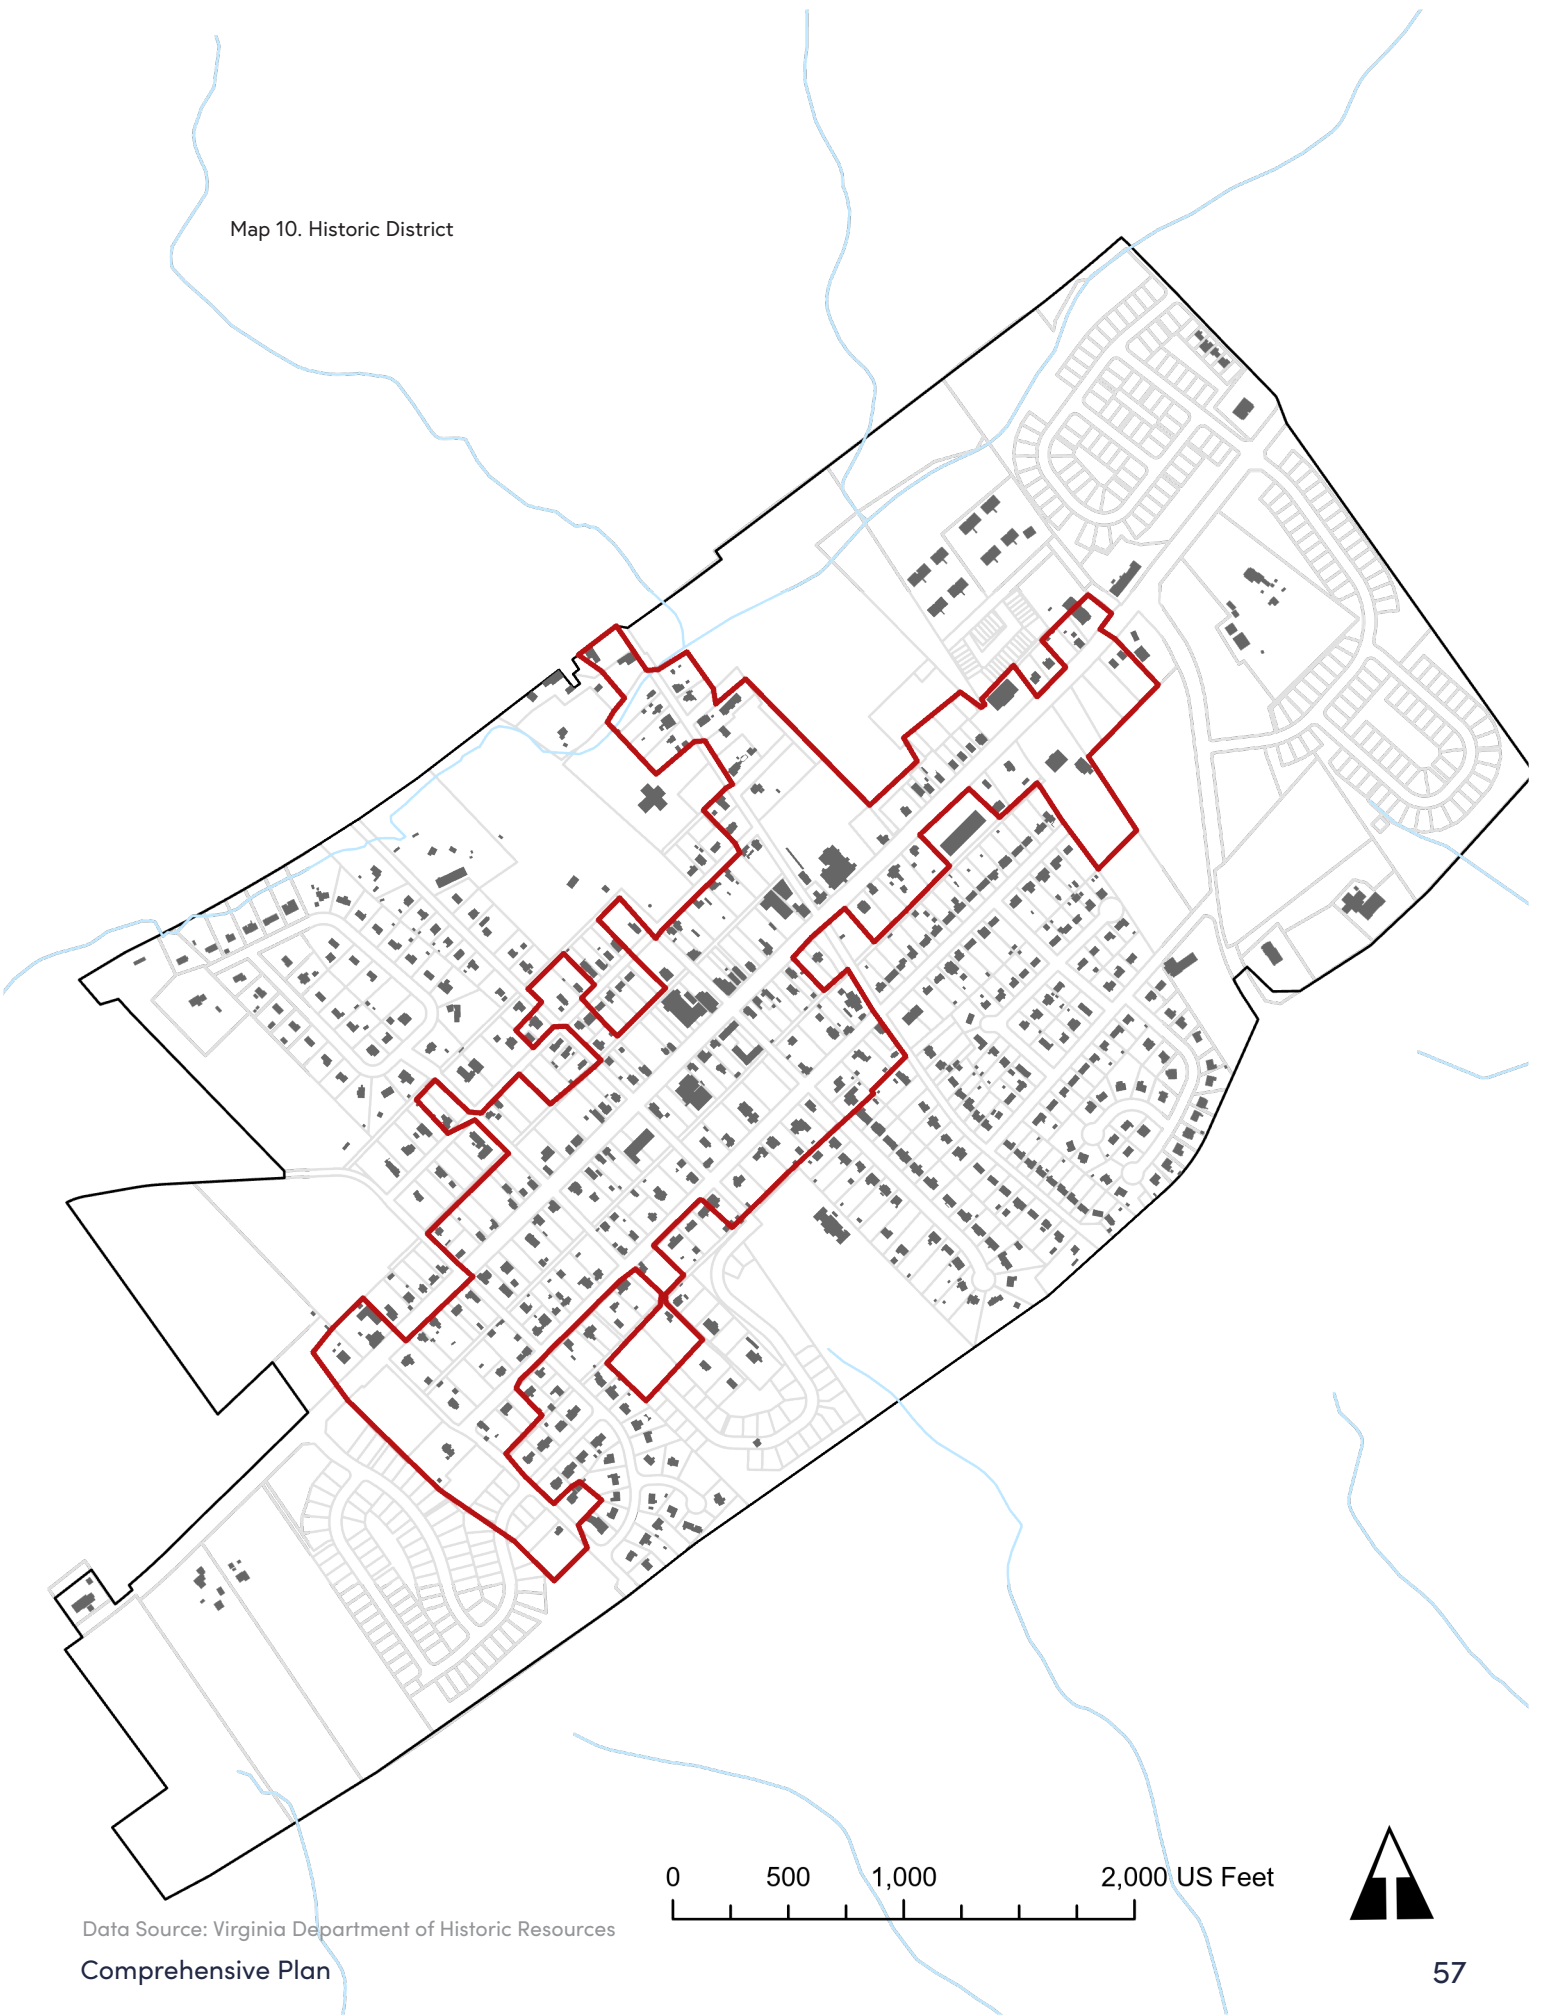 Map 10. Historic District
0 500 1,000 2,000 US Feet
Data Source: Virginia Department of Historic Resources
Comprehensive Plan
57